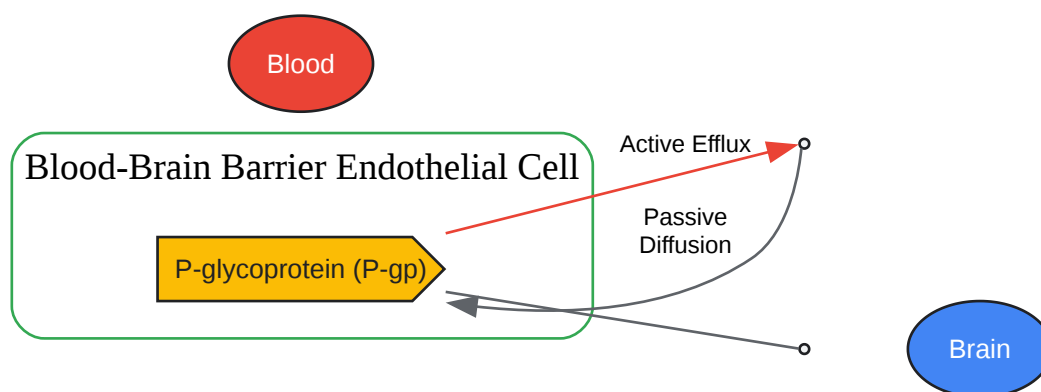 Blood
Active Efflux
Blood-Brain Barrier Endothelial Cell
Passive
Diffusion
P-glycoprotein (P-gp)
Brain